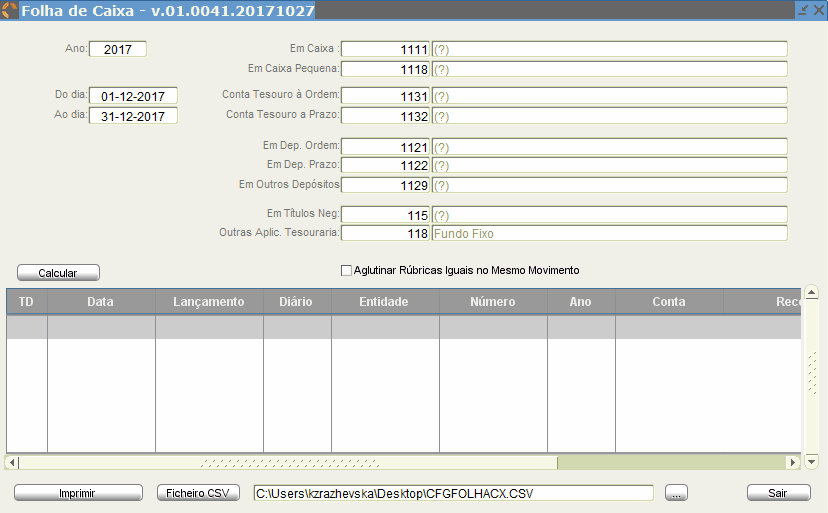 Folha de Caixa - v.01.0041.20171027
Ano: 2017
Em Caixa : 1111 (?)
Em Caixa Pequena: 1118 (?)
Do dia: 01-12-2017
Conta Tesouro à Ordem: 1131 (?)
Ao dia: 31-12-2017
Conta Tesouro a Prazo: 1132 (?)
Em Dep. Ordem: 1121 (?)
Em Dep. Prazo: 1122 (?)
Em Outros Depósitos 1129 (?)
Em Títulos Neg: 115 (?)
Outras Aplic. Tesouraria: 118 Fundo Fixo
Calcular
Aglutinar Rúbricas Iguais no Mesmo Movimento
TD Data Lançamento Diário Entidade Número Ano Conta Rece
Imprimir Ficheiro CSV C:\Users\kzrazhevska\Desktop\CFGFOLHACX.CSV ... Sair